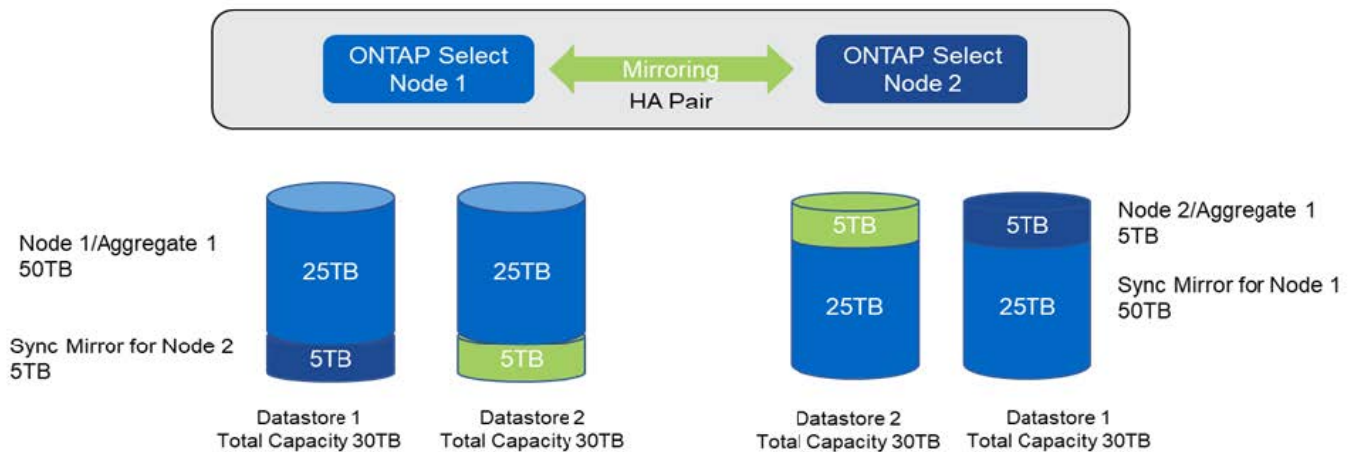 ONTAP Select
Node 1
Mirroring
HA Pair
ONTAP Select
Node 2
Node 1/Aggregate 1
50TB
Sync Mirror for Node 2
5TB
25TB
5TB
Datastore 1
Total Capacity 30TB
25TB
5TB
Datastore 2
Total Capacity 30TB
5TB
25TB
Datastore 2
Total Capacity 30TB
5TB
25TB
Datastore 1
Total Capacity 30TB
Node 2/Aggregate 1
5TB
Sync Mirror for Node 1
50TB